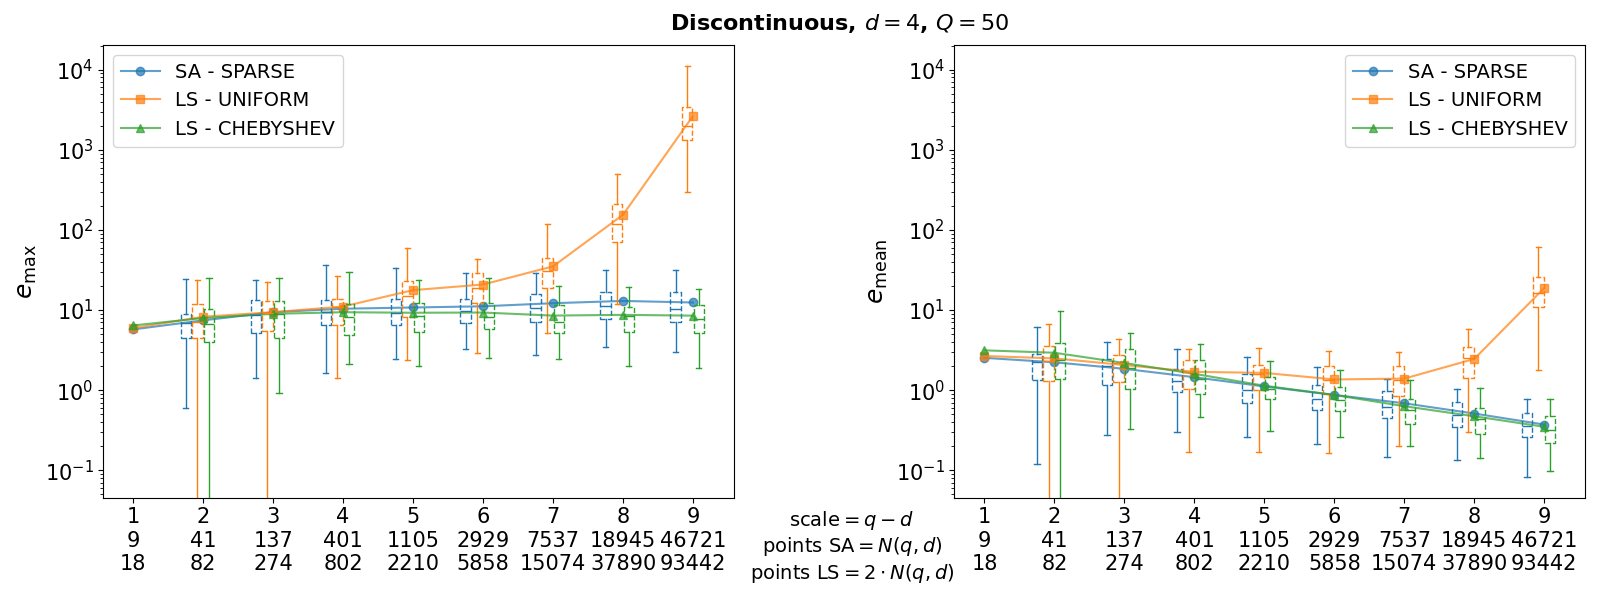 Discontinuous, d = 4, Q = 50
SA - SPARSE
LS - UNIFORM
LS - CHEBYSHEV
e_max
10^4
10^3
10^2
10^1
10^0
10^−1
1 2 3 4 5 6 7 8 9
9 41 137 401 1105 2929 7537 18945 46721
18 82 274 802 2210 5858 15074 37890 93442
scale = q − d
points SA = N(q, d)
points LS = 2 · N(q, d)
SA - SPARSE
LS - UNIFORM
LS - CHEBYSHEV
e_mean
10^4
10^3
10^2
10^1
10^0
10^−1
1 2 3 4 5 6 7 8 9
9 41 137 401 1105 2929 7537 18945 46721
18 82 274 802 2210 5858 15074 37890 93442